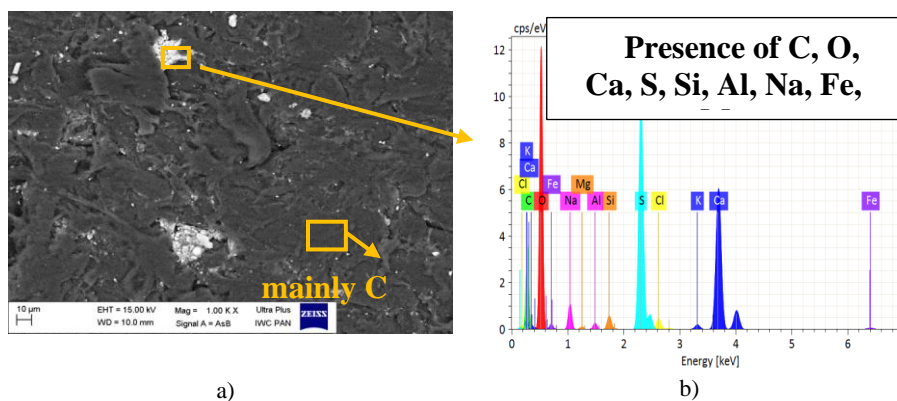 mainly C
10 µm
EHT = 15.00 kV
Mag = 1.00 K X
Ultra Plus
WD = 10.0 mm
Signal A = AsB
IWC PAN
ZEISS
a)
cps/eV
Presence of C, O,
Ca, S, Si, Al, Na, Fe,
12
10
8
6
4
2
0
K
Ca
Cl
Fe
Mg
C
O
Na
Al
Si
S
Cl
K
Ca
Fe
0 1 2 3 4 5 6
Energy [keV]
b)